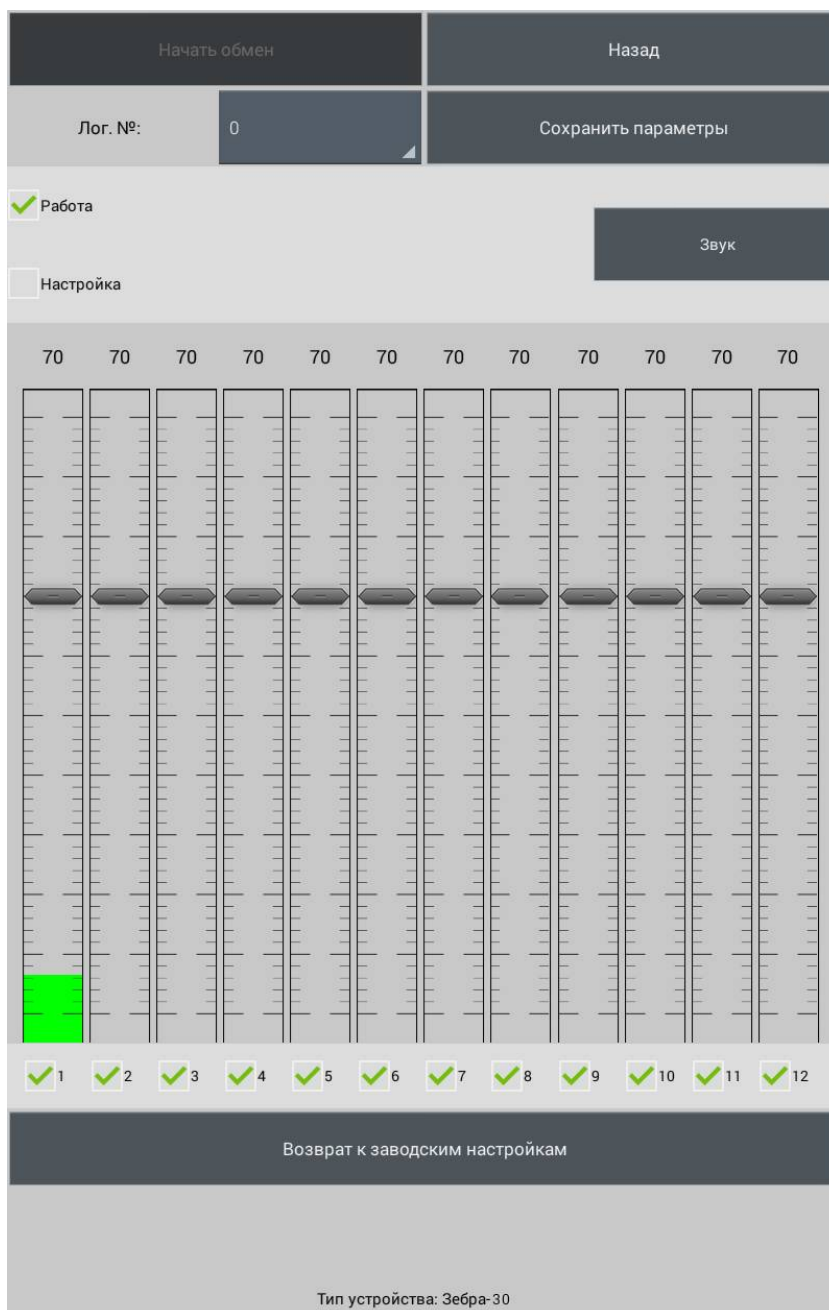 Начать обмен
Назад
Лог. №:
0
Сохранить параметры
Работа
Звук
Настройка
70 70 70 70 70 70 70 70 70 70 70 70
1 2 3 4 5 6 7 8 9 10 11 12
Возврат к заводским настройкам
Тип устройства: Зебра-30